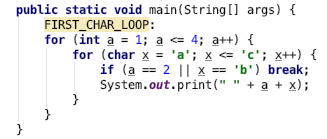 public static void main(String[] args) {
FIRST_CHAR_LOOP:
for (int a = 1; a <= 4; a++) {
for (char x = 'a'; x <= 'c'; x++) {
if (a == 2 || x == 'b') break;
System.out.print(" " + a + x);
}
}
}